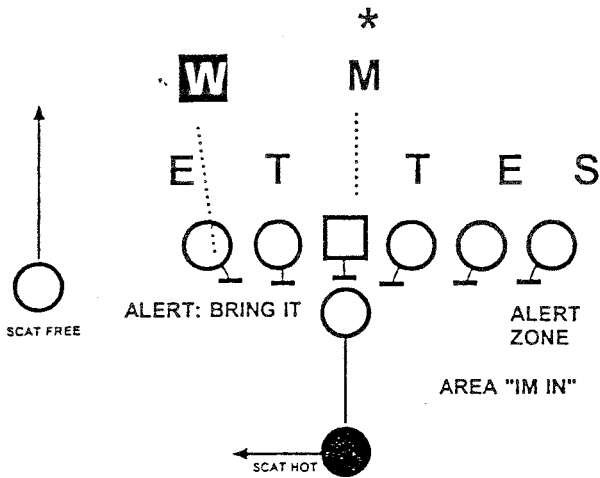 *
W M
E T T E S
SCAT FREE
ALERT: BRING IT
ALERT
ZONE
AREA "IM IN"
SCAT HOT